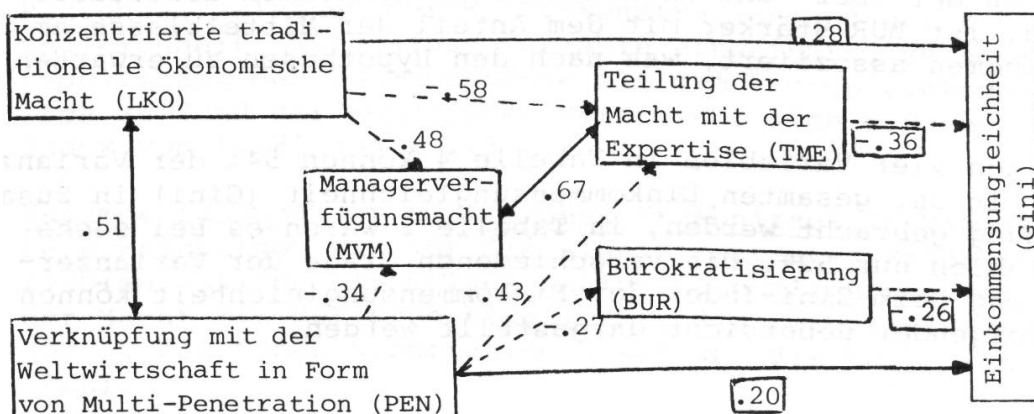 Konzentrierte tradi-
tionelle ökonomische
Macht (LKO)
.28
-.58
Teilung der
Macht mit der
Expertise (TME)
-.36
-.48
Managerver-
fügunsmacht
(MVM)
.67
.51
-.34
-.43
-.27
Bürokratisierung
(BUR)
-.26
Verknüpfung mit der
Weltwirtschaft in Form
von Multi-Penetration (PEN)
.20
Einkommensungleichheit
(Gini)